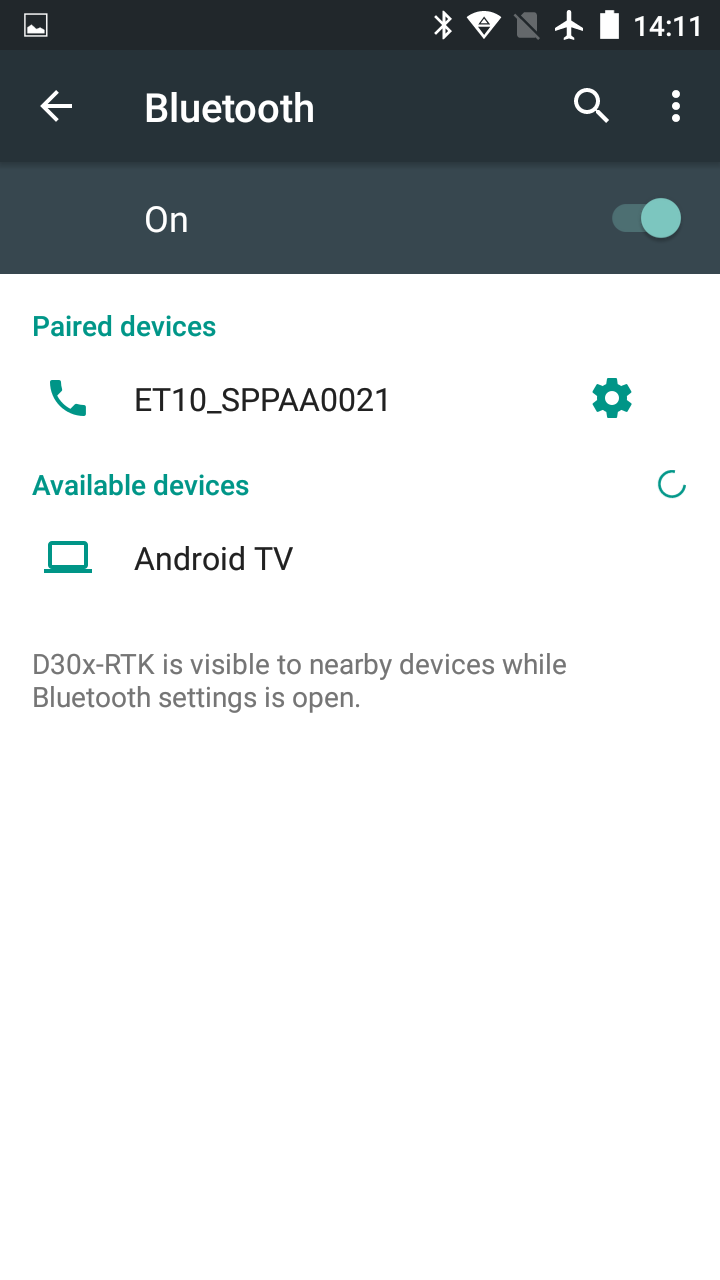 14:11
Bluetooth
On
Paired devices
ET10_SPPAA0021
Available devices
Android TV
D30x-RTK is visible to nearby devices while
Bluetooth settings is open.